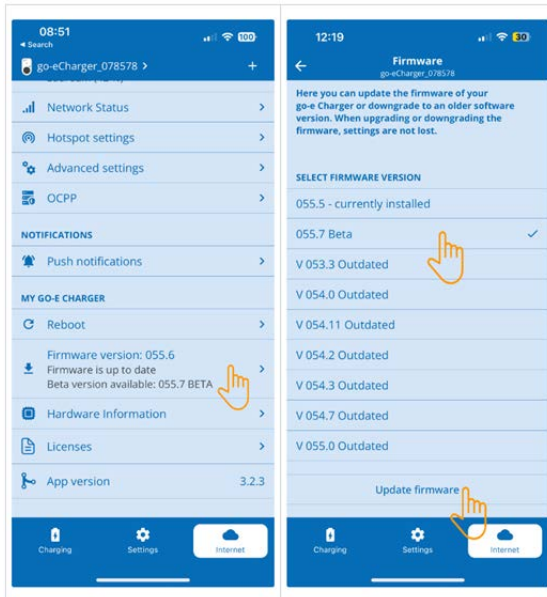 08:51
100
Search
go-eCharger_078578
Network Status
Hotspot settings
Advanced settings
OCPP
NOTIFICATIONS
Push notifications
MY GO-E CHARGER
Reboot
Firmware version: 055.6
Firmware is up to date
Beta version available: 055.7 BETA
Hardware Information
Licenses
App version 3.2.3
Charging Settings Internet
12:19
30
Firmware
go-eCharger_078578
Here you can update the firmware of your
go-e Charger or downgrade to an older software
version. When upgrading or downgrading the
firmware, settings are not lost.
SELECT FIRMWARE VERSION
055.5 - currently installed
055.7 Beta
V 053.3 Outdated
V 054.0 Outdated
V 054.11 Outdated
V 054.2 Outdated
V 054.3 Outdated
V 054.7 Outdated
V 055.0 Outdated
Update firmware
Charging Settings Internet